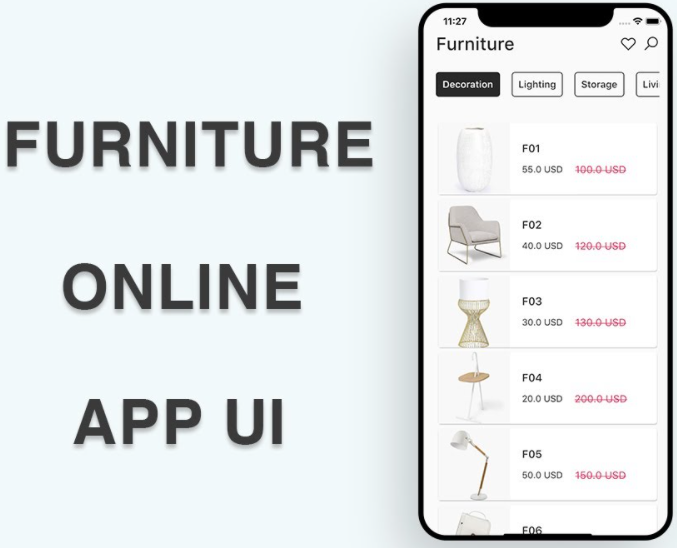 FURNITURE
ONLINE
APP UI
11:27
Furniture
Decoration Lighting Storage Livi
F01
55.0 USD 100.0 USD
F02
40.0 USD 120.0 USD
F03
30.0 USD 130.0 USD
F04
20.0 USD 200.0 USD
F05
50.0 USD 150.0 USD
F06